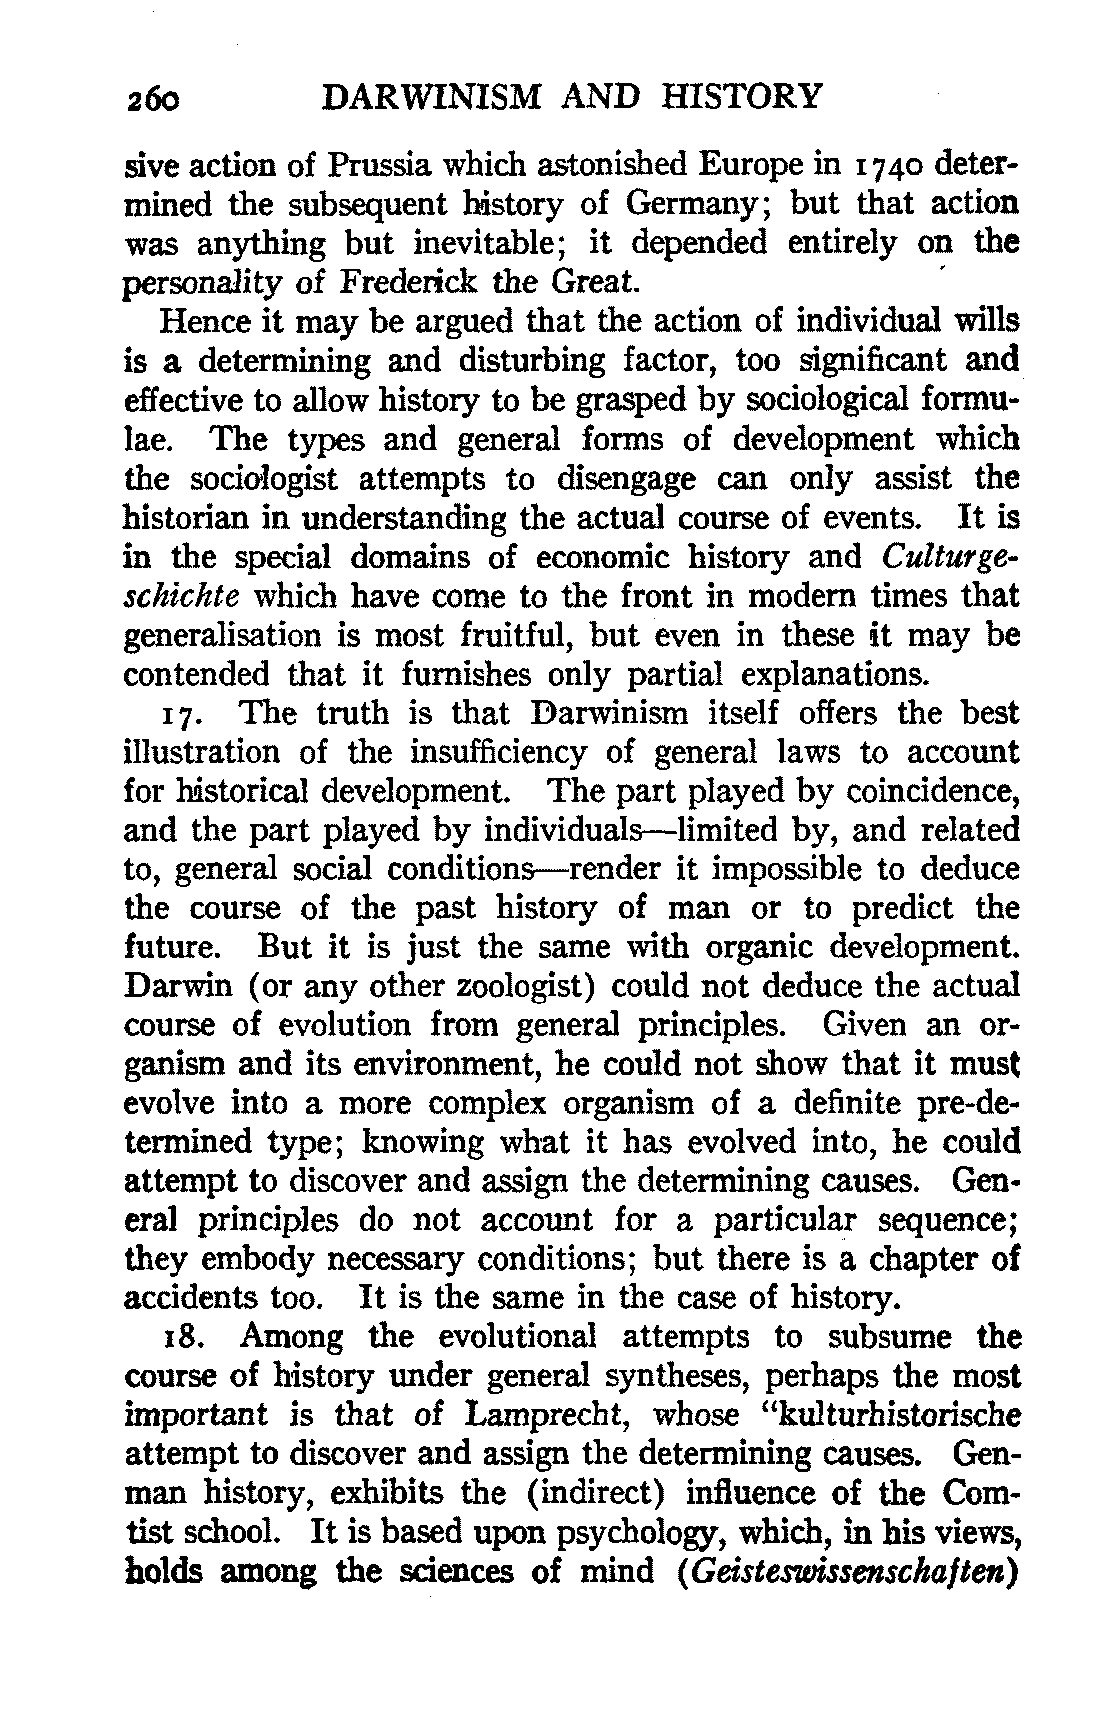 260 DARWINISM AND HISTORY
sive action of Prussia which astonished Europe in 1740 deter-
mined the subsequent history of Germany; but that action
was anything but inevitable; it depended entirely on the
personality of Frederick the Great.
Hence it may be argued that the action of individual wills
is a determining and disturbing factor, too significant and
effective to allow history to be grasped by sociological formu-
lae. The types and general forms of development which
the sociologist attempts to disengage can only assist the
historian in understanding the actual course of events. It is
in the special domains of economic history and Culturge-
schichte which have come to the front in modern times that
generalisation is most fruitful, but even in these it may be
contended that it furnishes only partial explanations.
17. The truth is that Darwinism itself offers the best
illustration of the insufficiency of general laws to account
for historical development. The part played by coincidence,
and the part played by individuals—limited by, and related
to, general social conditions—render it impossible to deduce
the course of the past history of man or to predict the
future. But it is just the same with organic development.
Darwin (or any other zoologist) could not deduce the actual
course of evolution from general principles. Given an or-
ganism and its environment, he could not show that it must
evolve into a more complex organism of a definite pre-de-
termined type; knowing what it has evolved into, he could
attempt to discover and assign the determining causes. Gen-
eral principles do not account for a particular sequence;
they embody necessary conditions; but there is a chapter of
accidents too. It is the same in the case of history.
18. Among the evolutional attempts to subsume the
course of history under general syntheses, perhaps the most
important is that of Lamprecht, whose “kulturhistorische
attempt to discover and assign the determining causes. Gen-
man history, exhibits the (indirect) influence of the Com-
tist school. It is based upon psychology, which, in his views,
holds among the sciences of mind (Geisteswissenschaften)